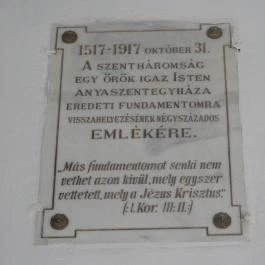 1517-1917 OKTÓBER 31.
A SZENTHÁROMSÁG
EGY ÖRÖK IGAZ ISTEN
ANYASZENTEGYHÁZA
EREDETI FUNDAMENTOMRA
VISSZAHELYEZÉSÉNEK NÉGYSZÁZADOS
EMLÉKÉRE.
„Más fundamentomot senki nem
vethet azon kívül, mely egyszer
vettetett, mely a Jézus Krisztus."
(:I. Kor. III:11:)